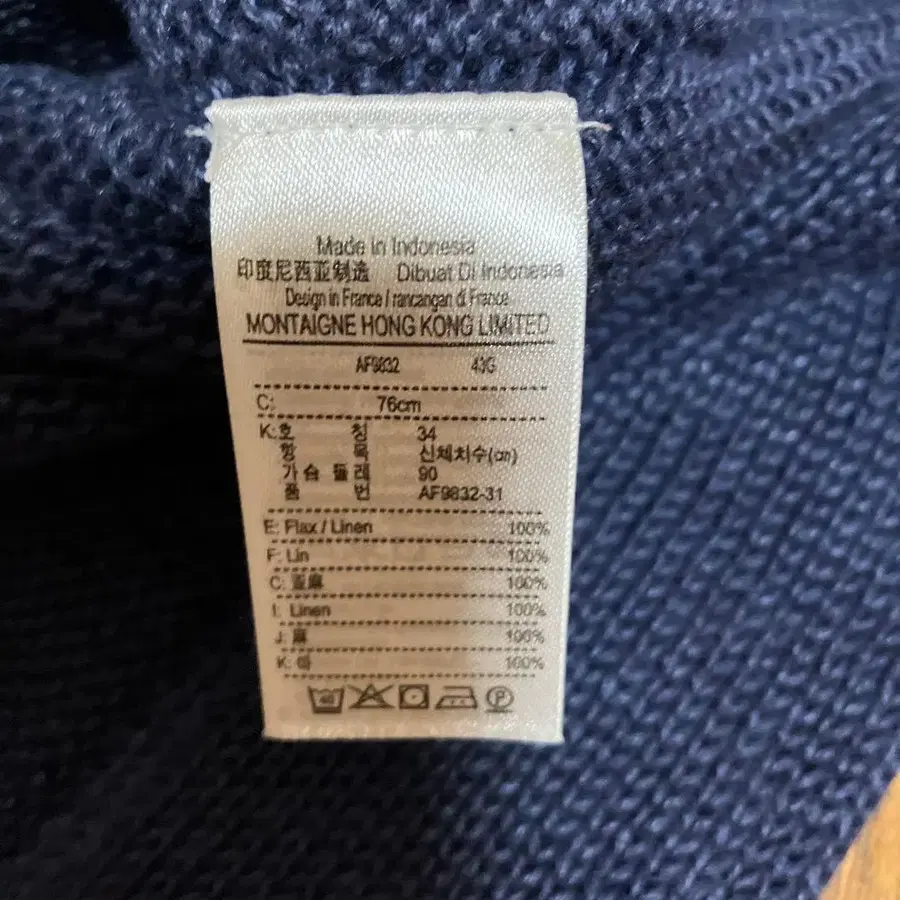 Made in Indonesia
印度尼西亚制造 Dibuat Di Indonesia
Design in France / rancangan di France
MONTAIGNE HONG KONG LIMITED
AF9832 43G
C: 76cm
K:호 칭 34
항 목 신체치수(㎝)
가슴 둘레 90
품 번 AF9832-31
E: Flax / Linen 100%
F: Lin 100%
C: 亚麻 100%
I: Linen 100%
J: 麻 100%
K: 마 100%
40 P